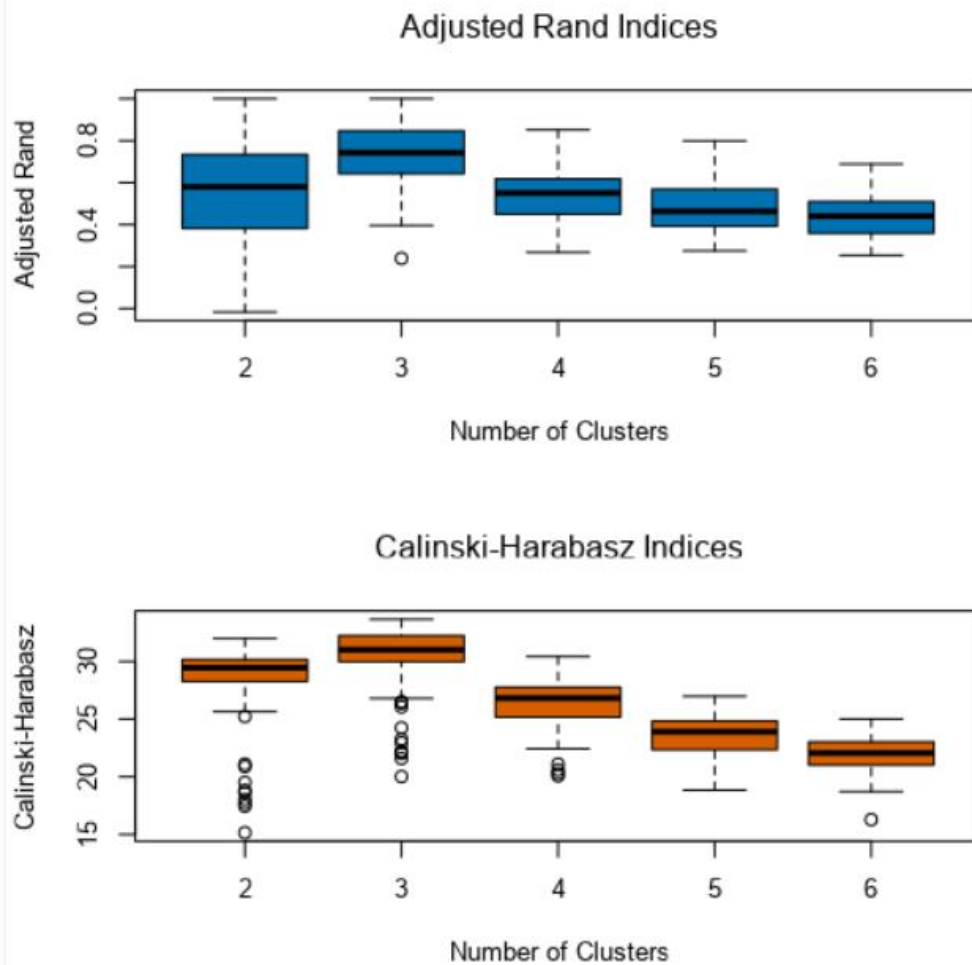 Adjusted Rand Indices
Adjusted Rand
0.8
0.4
0.0
2 3 4 5 6
Number of Clusters
Calinski-Harabasz Indices
Calinski-Harabasz
30
25
20
15
2 3 4 5 6
Number of Clusters